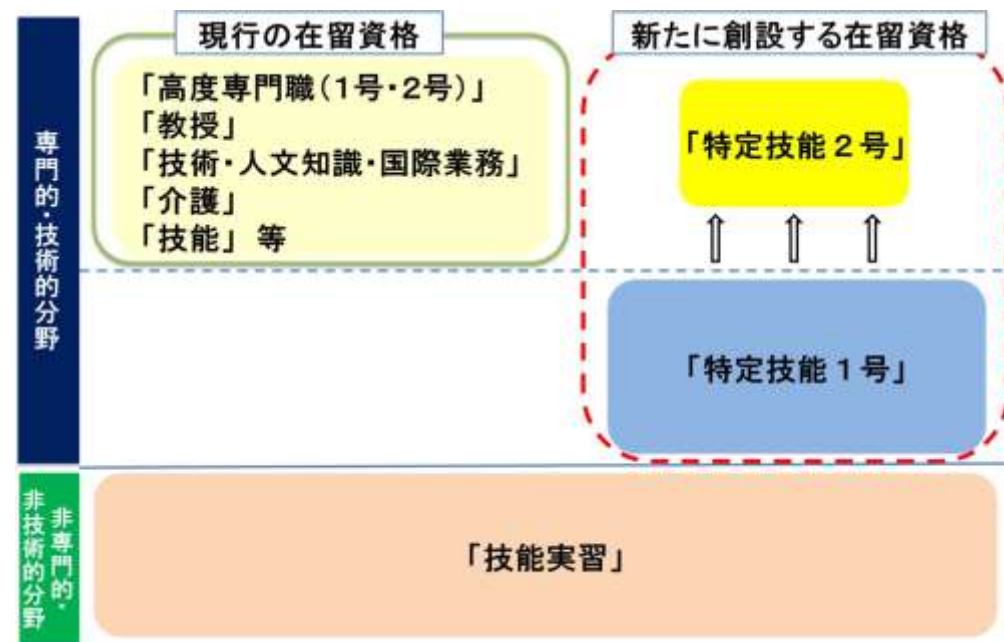 現行の在留資格
新たに創設する在留資格
専門的・技術的分野
「高度専門職(1号・2号)」
「教授」
「技術・人文知識・国際業務」
「介護」
「技能」 等
「特定技能2号」
「特定技能1号」
非専門的・
非技術的分野
「技能実習」